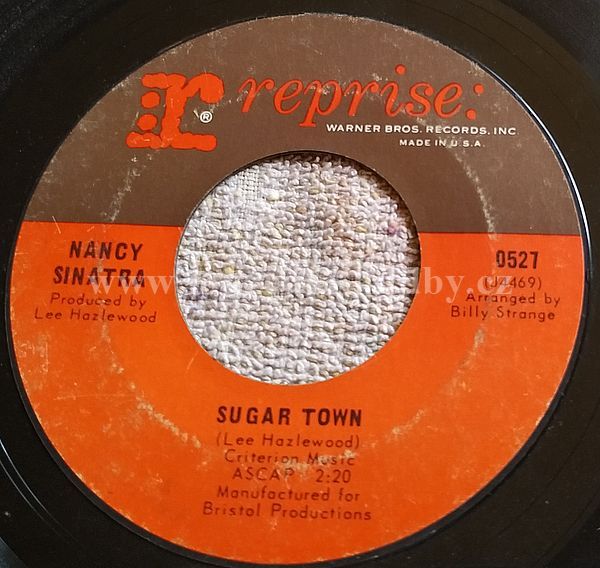 r reprise:
®
WARNER BROS. RECORDS, INC
MADE IN U.S.A.
NANCY
SINATRA
Produced by
Lee Hazlewood
0527
(J4469)
Arranged by
Billy Strange
SUGAR TOWN
(Lee Hazlewood)
Criterion Music
ASCAP - 2:20
Manufactured for
Bristol Productions